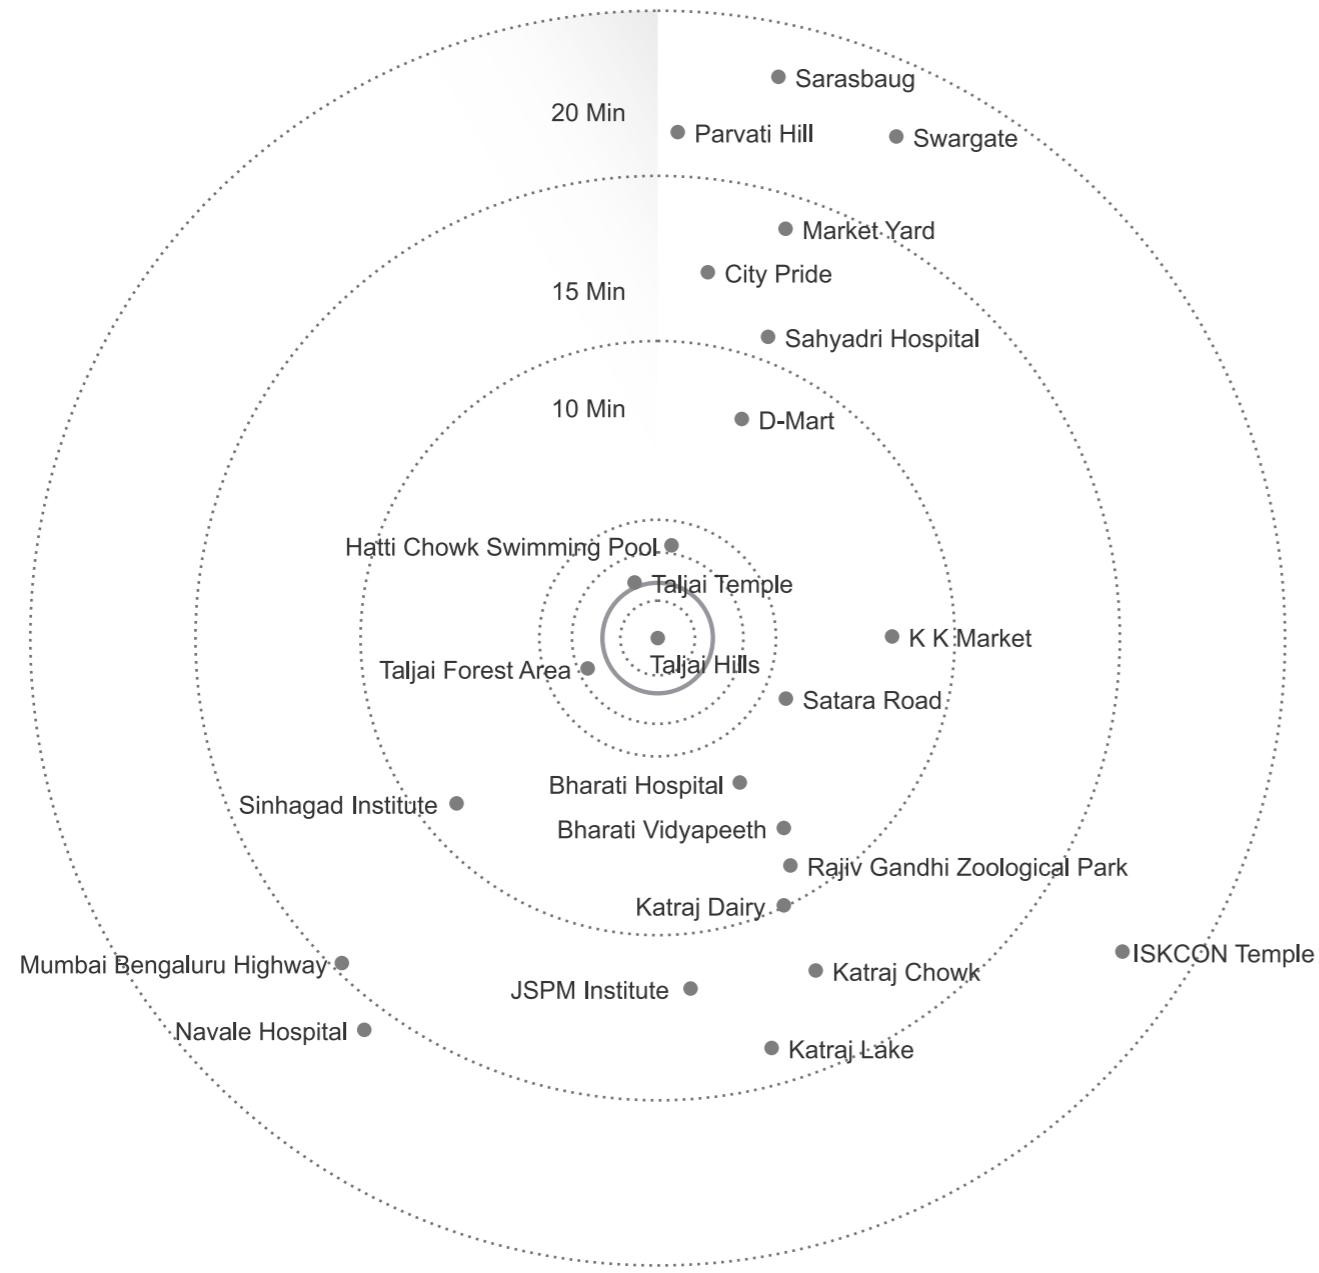 Sarasbaug
20 Min
Parvati Hill
Swargate
Market Yard
City Pride
15 Min
Sahyadri Hospital
10 Min
D-Mart
Hatti Chowk Swimming Pool
Taljai Temple
K K Market
Taljai Hills
Taljai Forest Area
Satara Road
Bharati Hospital
Sinhagad Institute
Bharati Vidyapeeth
Rajiv Gandhi Zoological Park
Katraj Dairy
ISKCON Temple
Mumbai Bengaluru Highway
Katraj Chowk
JSPM Institute
Navale Hospital
Katraj Lake